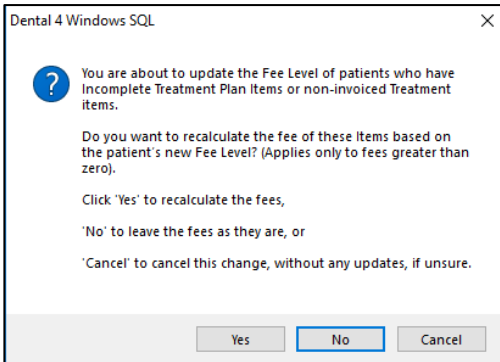 Dental 4 Windows SQL
You are about to update the Fee Level of patients who have
Incomplete Treatment Plan Items or non-invoiced Treatment
items.
Do you want to recalculate the fee of these Items based on
the patient's new Fee Level? (Applies only to fees greater than
zero).
Click 'Yes' to recalculate the fees,
'No' to leave the fees as they are, or
'Cancel' to cancel this change, without any updates, if unsure.
Yes No Cancel